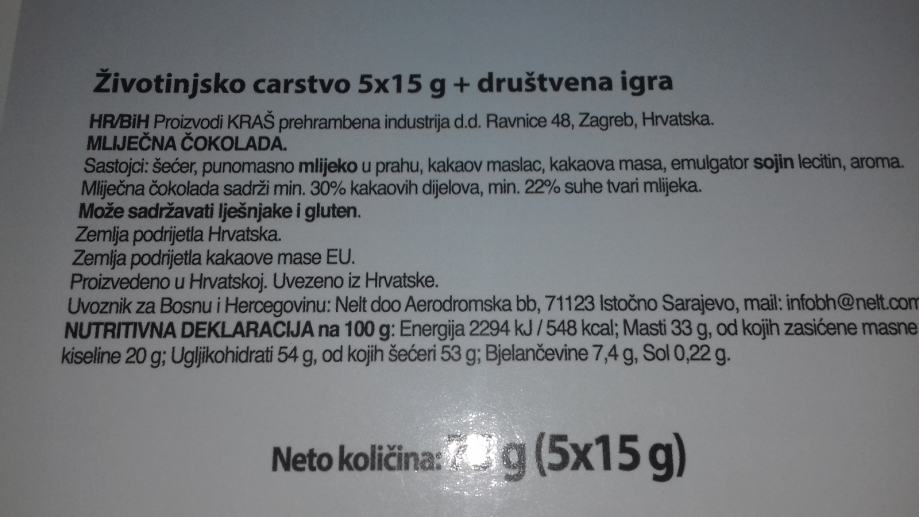 Životinjsko carstvo 5x15 g + društvena igra
HR/BiH Proizvodi KRAŠ prehrambena industrija d.d. Ravnice 48, Zagreb, Hrvatska.
MLIJEČNA ČOKOLADA.
Sastojci: šećer, punomasno mlijeko u prahu, kakaov maslac, kakaova masa, emulgator sojin lecitin, aroma.
Mliječna čokolada sadrži min. 30% kakaovih dijelova, min. 22% suhe tvari mlijeka.
Može sadržavati lješnjake i gluten.
Zemlja podrijetla Hrvatska.
Zemlja podrijetla kakaove mase EU.
Proizvedeno u Hrvatskoj. Uvezeno iz Hrvatske.
Uvoznik za Bosnu i Hercegovinu: Nelt doo Aerodromska bb, 71123 Istočno Sarajevo, mail: infobh@nelt.com
NUTRITIVNA DEKLARACIJA na 100 g: Energija 2294 kJ / 548 kcal; Masti 33 g, od kojih zasićene masne
kiseline 20 g; Ugljikohidrati 54 g, od kojih šećeri 53 g; Bjelančevine 7,4 g, Sol 0,22 g.
Neto količina: g (5x15 g)